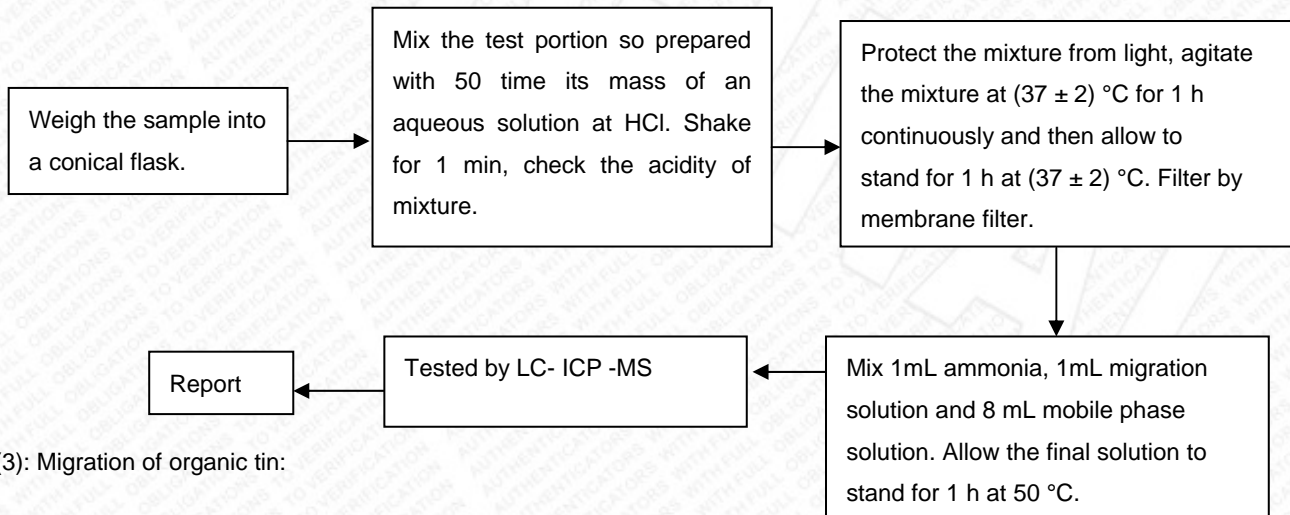 Weigh the sample into
a conical flask.
Mix the test portion so prepared
with 50 time its mass of an
aqueous solution at HCl. Shake
for 1 min, check the acidity of
mixture.
Protect the mixture from light, agitate
the mixture at (37 ± 2) °C for 1 h
continuously and then allow to
stand for 1 h at (37 ± 2) °C. Filter by
membrane filter.
Mix 1mL ammonia, 1mL migration
solution and 8 mL mobile phase
solution. Allow the final solution to
stand for 1 h at 50 °C.
Tested by LC- ICP -MS
Report
(3): Migration of organic tin: